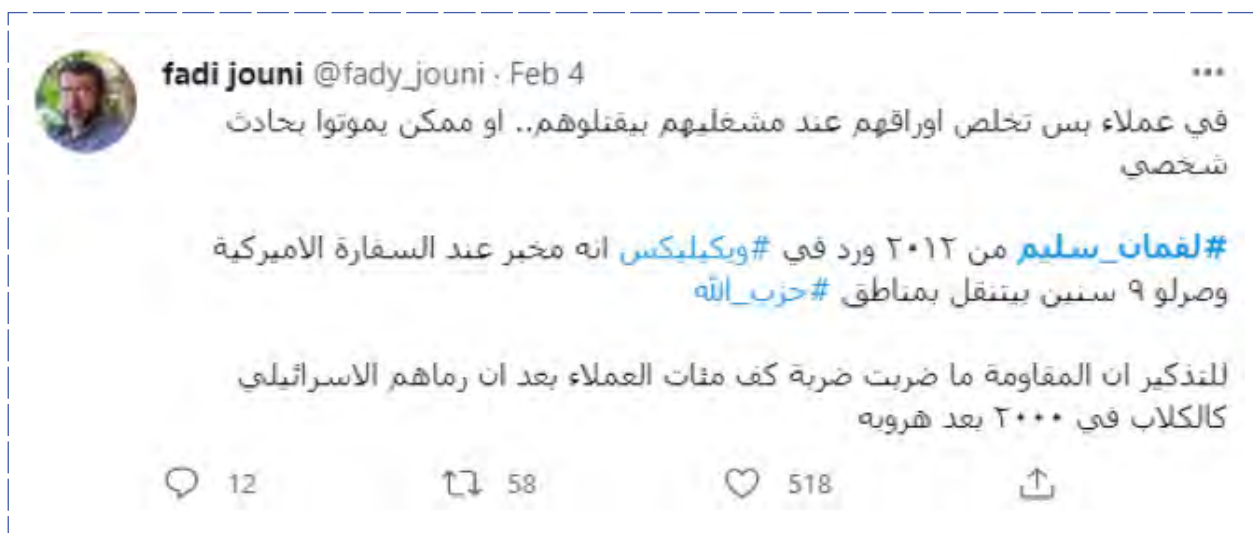 fadi jouni @fady_jouni · Feb 4
في عملاء بس تخلص اوراقهم عند مشغليهم بيقتلوهم.. او ممكن يموتوا بحادث
شخصي
#لقمان_سليم من ٢٠١٢ ورد في #ويكيليكس انه مخبر عند السفارة الاميركية
وصرلو ٩ سنين بيتنقل بمناطق #حزب_الله
للتذكير ان المقاومة ما ضربت ضربة كف مئات العملاء بعد ان رماهم الاسرائيلي
كالكلاب في ٢٠٠٠ بعد هروبه
12 58 518